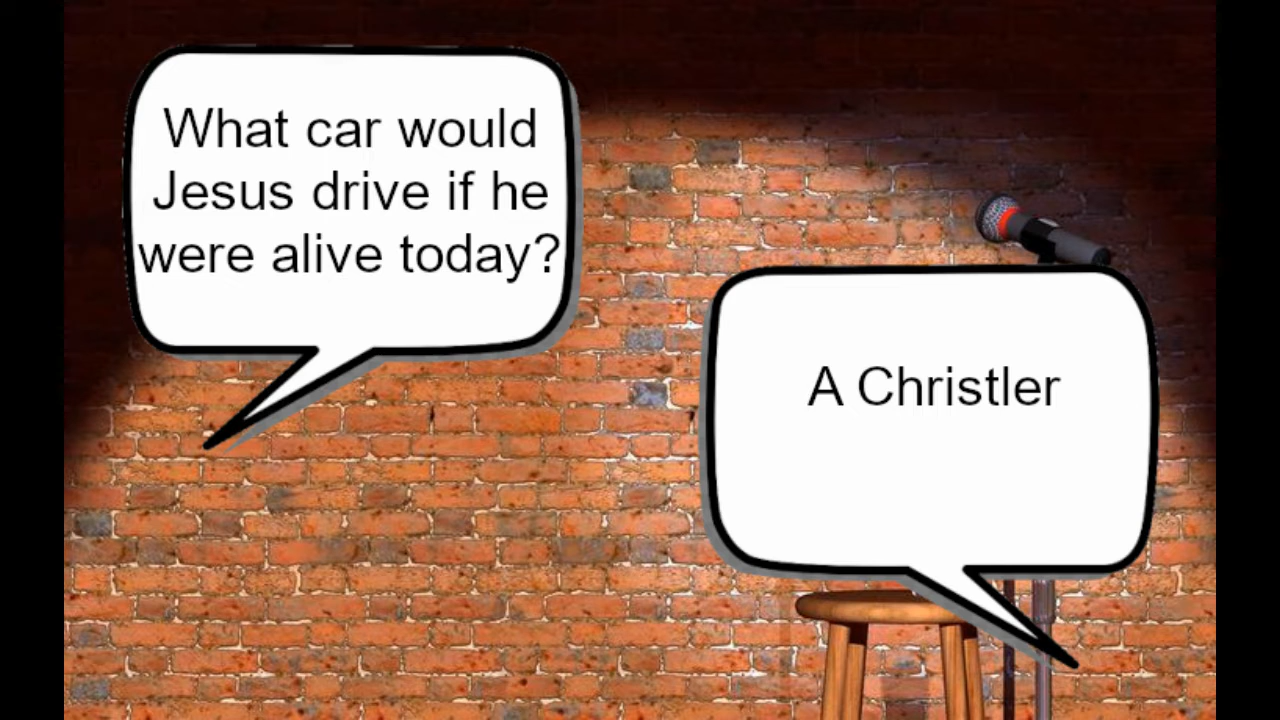 What car would
Jesus drive if he
were alive today?
A Christler